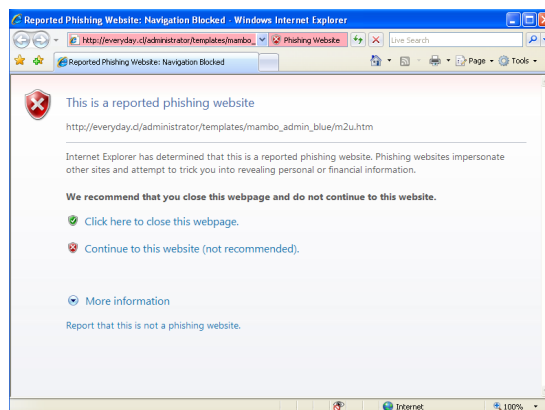 Reported Phishing Website: Navigation Blocked - Windows Internet Explorer
http://everyday.cl/administrator/templates/mambo_ Phishing Website Live Search
Reported Phishing Website: Navigation Blocked Page Tools
This is a reported phishing website
http://everyday.cl/administrator/templates/mambo_admin_blue/m2u.htm
Internet Explorer has determined that this is a reported phishing website. Phishing websites impersonate
other sites and attempt to trick you into revealing personal or financial information.
We recommend that you close this webpage and do not continue to this website.
Click here to close this webpage.
Continue to this website (not recommended).
More information
Report that this is not a phishing website.
Internet 100%